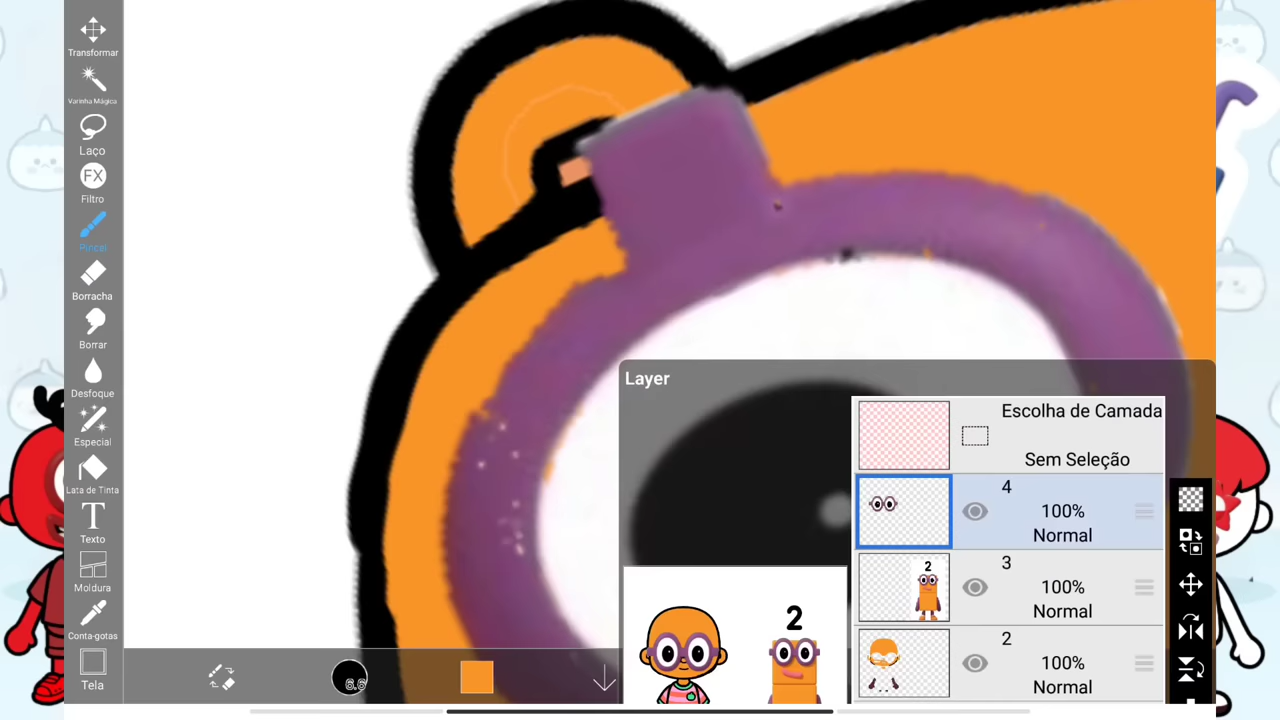 Transformar
Varinha Mágica
Laço
FX
Filtro
Pincel
Borracha
Borrar
Desfoque
Especial
Lata de Tinta
T
Texto
Moldura
Conta-gotas
Tela
6.6
Layer
Escolha de Camada
Sem Seleção
4
100%
Normal
3
100%
Normal
2
100%
Normal
2
2